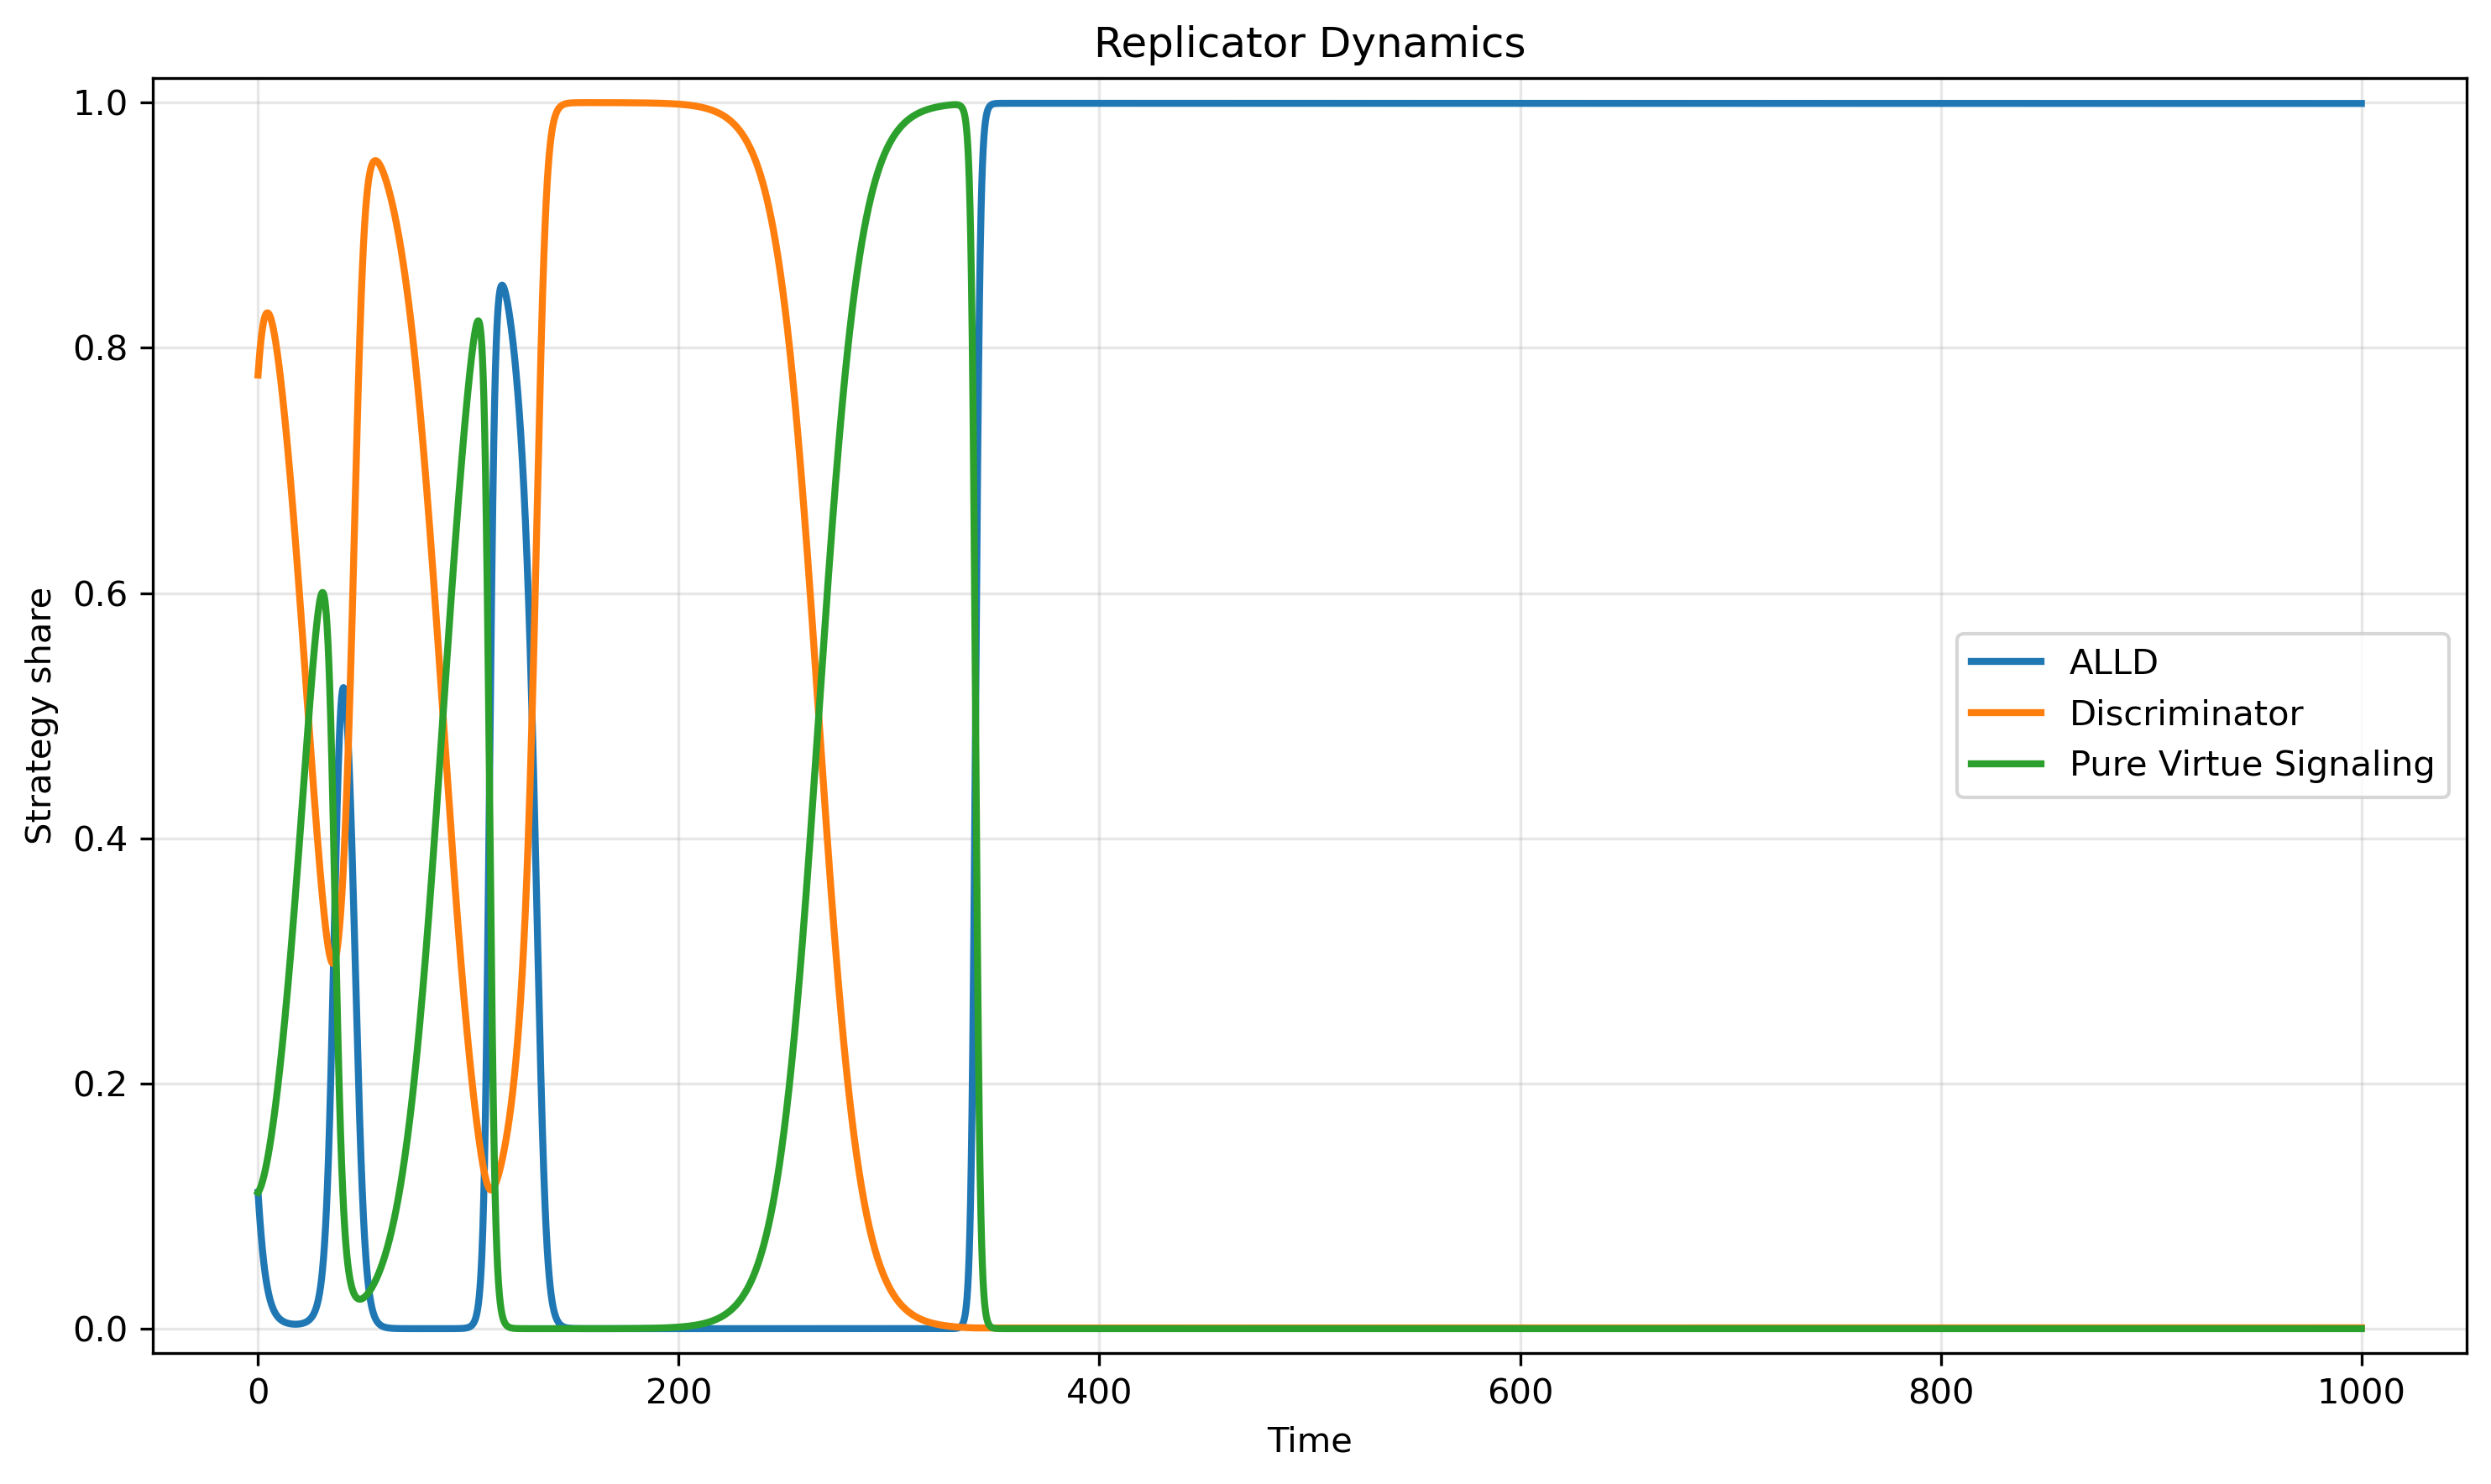 Replicator Dynamics
1.0
0.8
0.6
0.4
0.2
0.0
Strategy share
ALLD
Discriminator
Pure Virtue Signaling
0 200 400 600 800 1000
Time